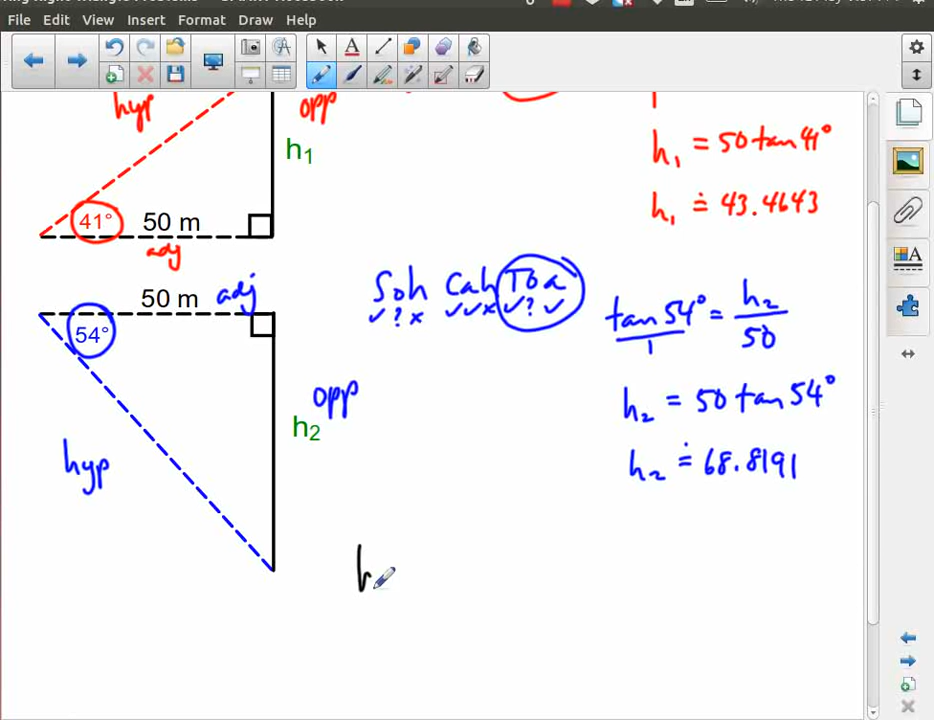 File Edit View Insert Format Draw Help
hyp
opp
h₁
h₁ = 50 tan 41°
41°
50 m
h₁ ≐ 43.4643
adj
50 m adj
Soh Cah Toa
✓?× ✓✓× ✓?✓
tan 54° = h₂
1 50
54°
opp
h₂
h₂ = 50 tan 54°
hyp
h₂ ≐ 68.8191
h